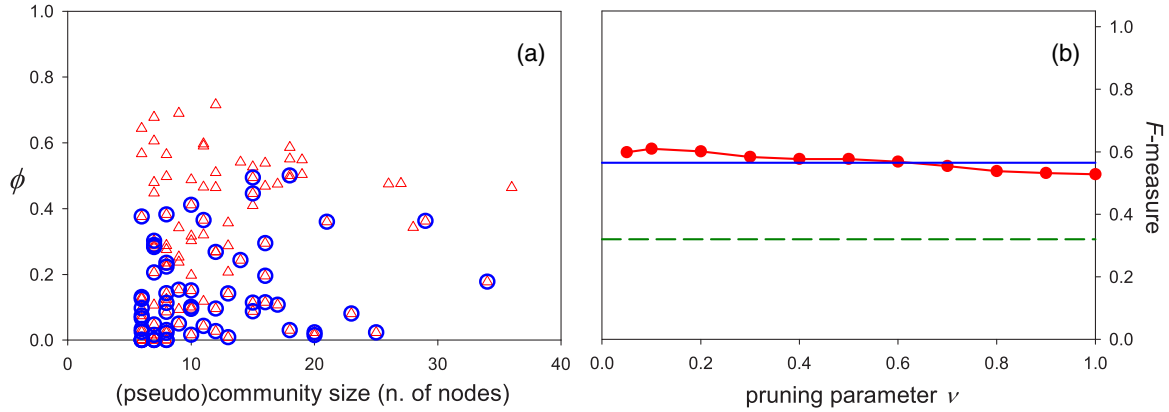 1.0
(a)
0.8
0.6
ϕ
0.4
0.2
0.0
0 10 20 30 40
(pseudo)community size (n. of nodes)
(b)
1.0
0.8
0.6
F-measure
0.4
0.2
0.0
0.0 0.2 0.4 0.6 0.8 1.0
pruning parameter ν